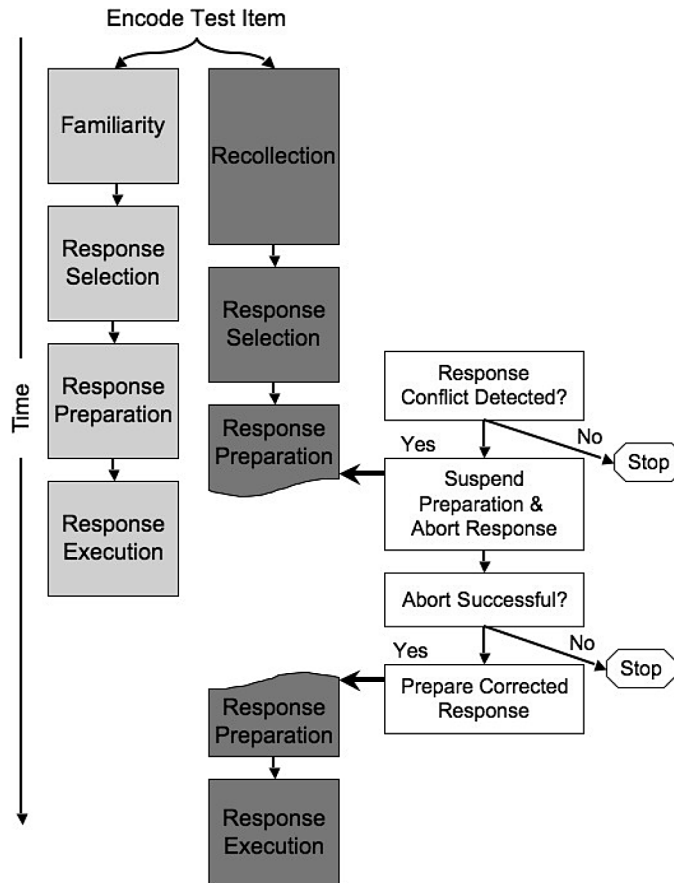 Encode Test Item
Familiarity
Response
Selection
Response
Preparation
Response
Execution
Recollection
Response
Selection
Response
Preparation
Response
Preparation
Response
Execution
Response
Conflict Detected?
Yes
No
Stop
Suspend
Preparation &
Abort Response
Abort Successful?
Yes
No
Stop
Prepare Corrected
Response
Time